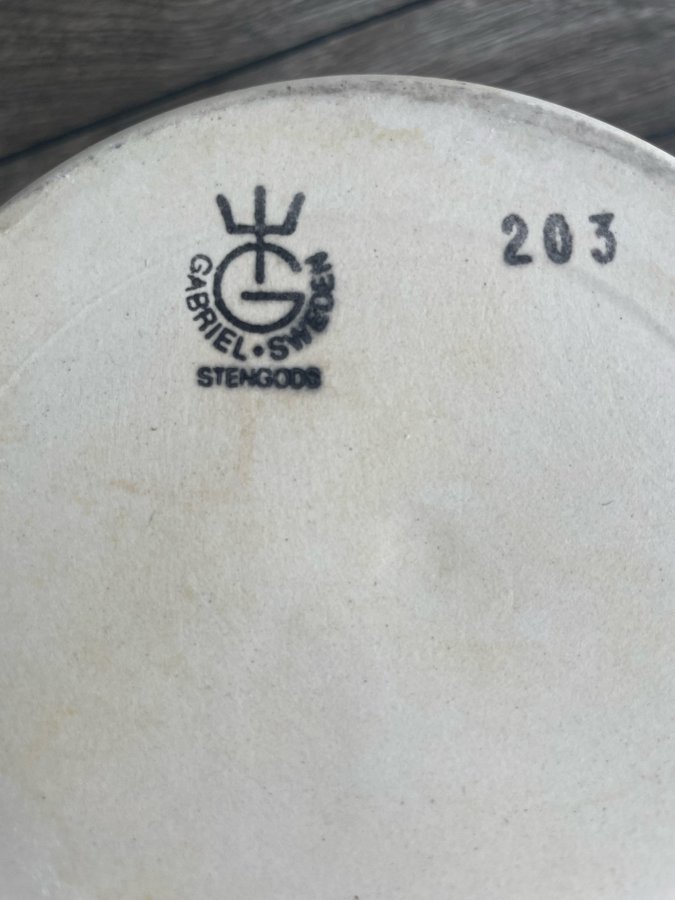 G
GABRIEL • SWEDEN
STENGODS
203